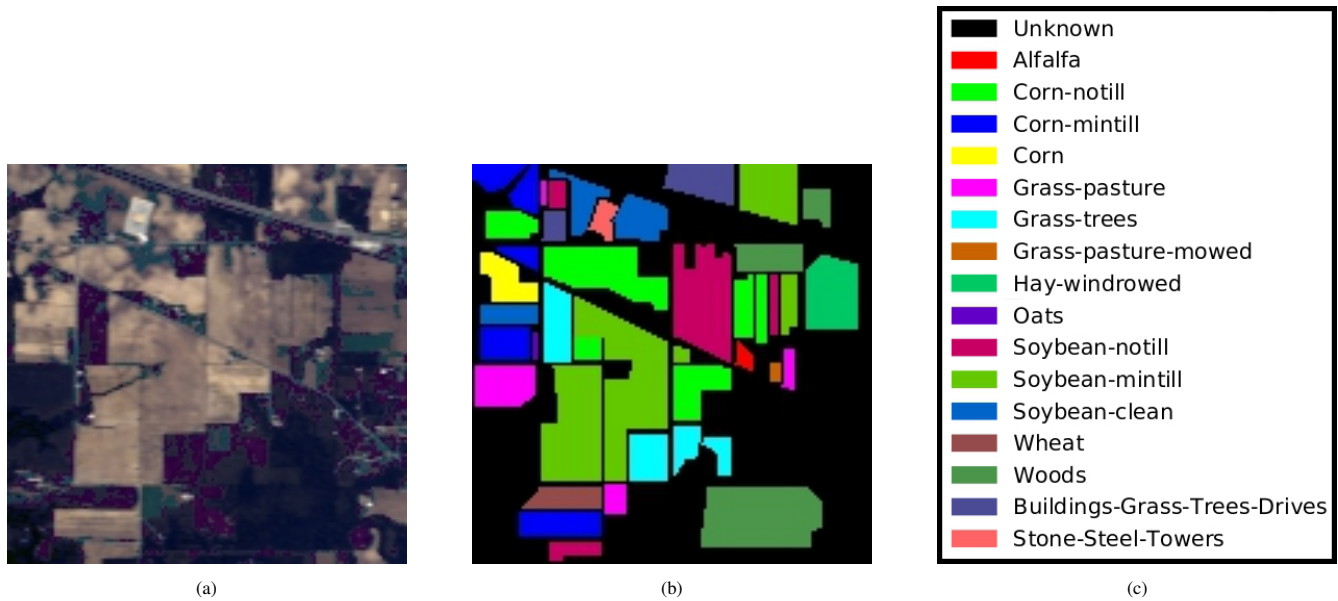 Unknown
Alfalfa
Corn-notill
Corn-mintill
Corn
Grass-pasture
Grass-trees
Grass-pasture-mowed
Hay-windrowed
Oats
Soybean-notill
Soybean-mintill
Soybean-clean
Wheat
Woods
Buildings-Grass-Trees-Drives
Stone-Steel-Towers
(a)
(b)
(c)